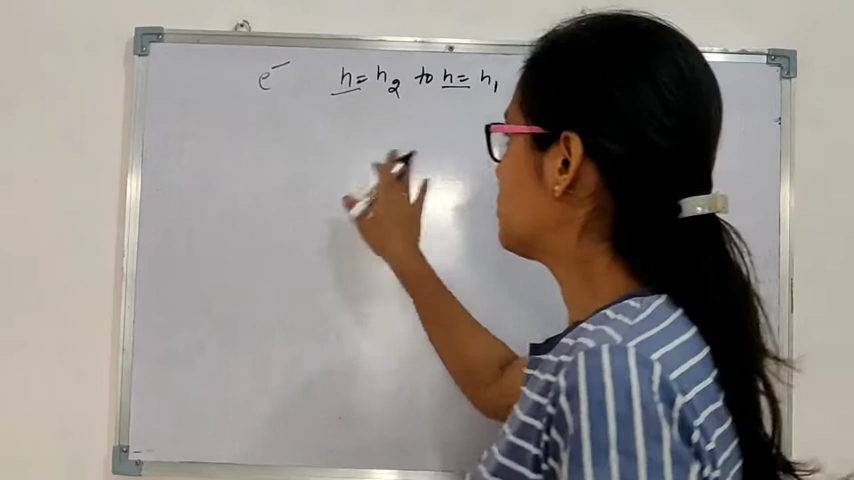 e⁻ n = n₂ to n = n₁